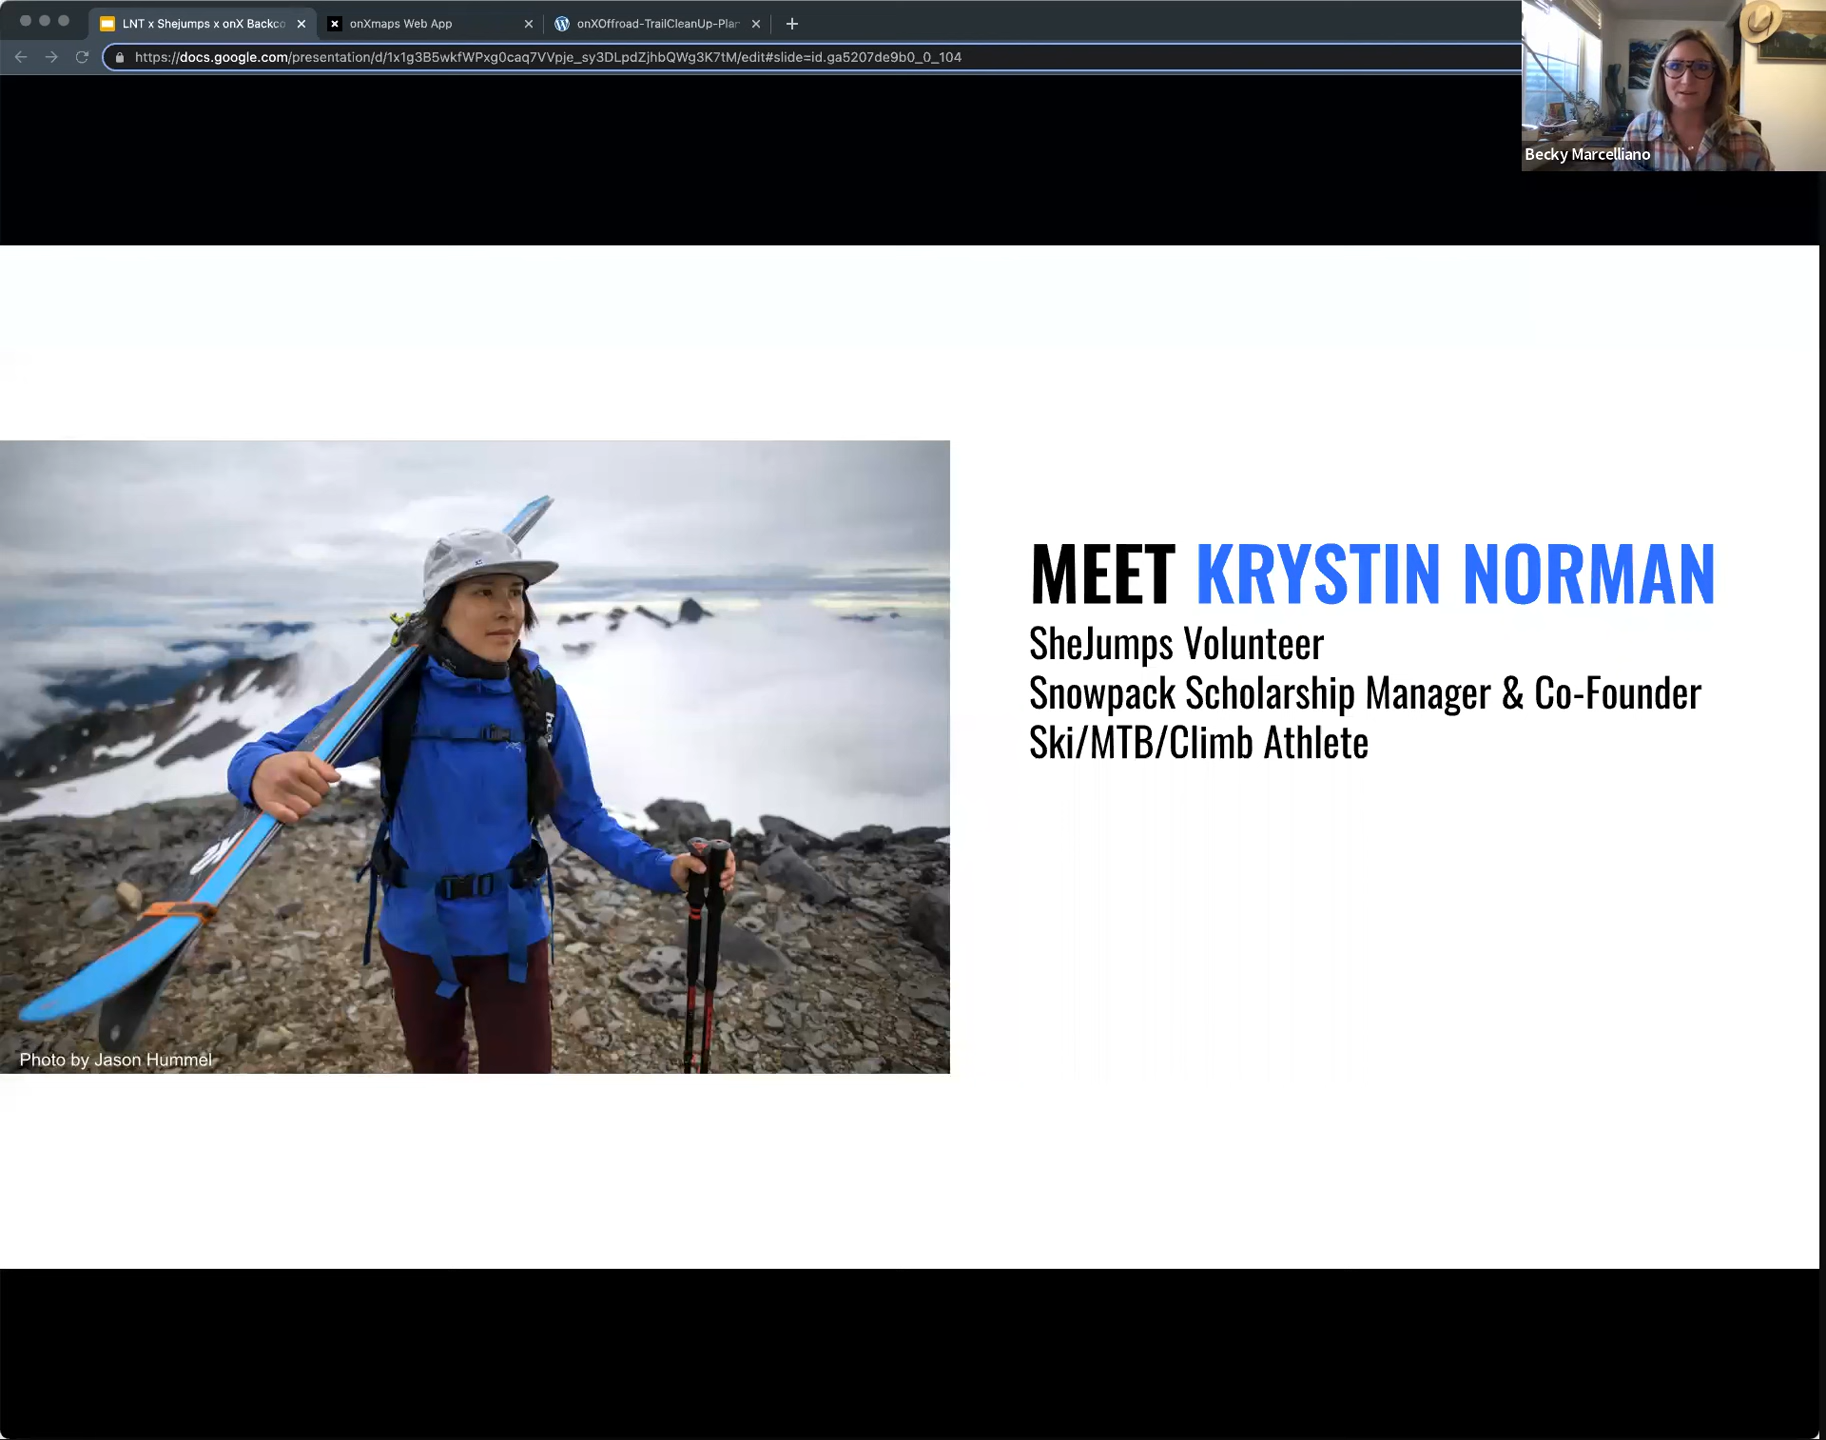 LNT x Shejumps x onX Backco
onXmaps Web App
onXOffroad-TrailCleanUp-Plan
https://docs.google.com/presentation/d/1x1g3B5wkfWPxg0caq7VVpje_sy3DLpdZjhbQWg3K7tM/edit#slide=id.ga5207de9b0_0_104
Becky Marcelliano
MEET KRYSTIN NORMAN
SheJumps Volunteer
Snowpack Scholarship Manager & Co-Founder
Ski/MTB/Climb Athlete
Photo by Jason Hummel